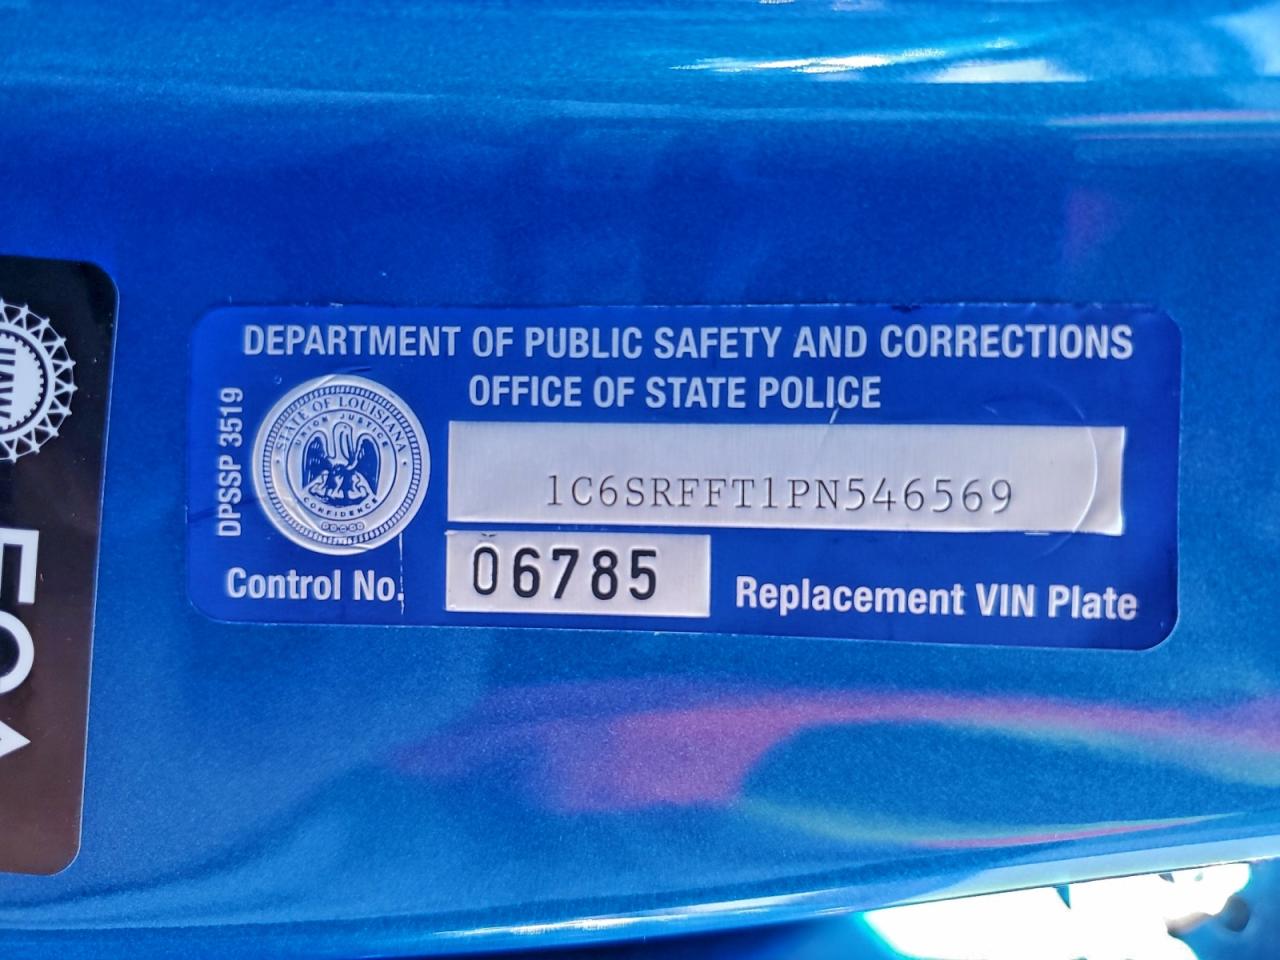 DEPARTMENT OF PUBLIC SAFETY AND CORRECTIONS
OFFICE OF STATE POLICE
DPSSP 3519
STATE OF LOUISIANA
UNION JUSTICE
CONFIDENCE
1C6SRFFT1PN546569
Control No.
06785
Replacement VIN Plate
UAW